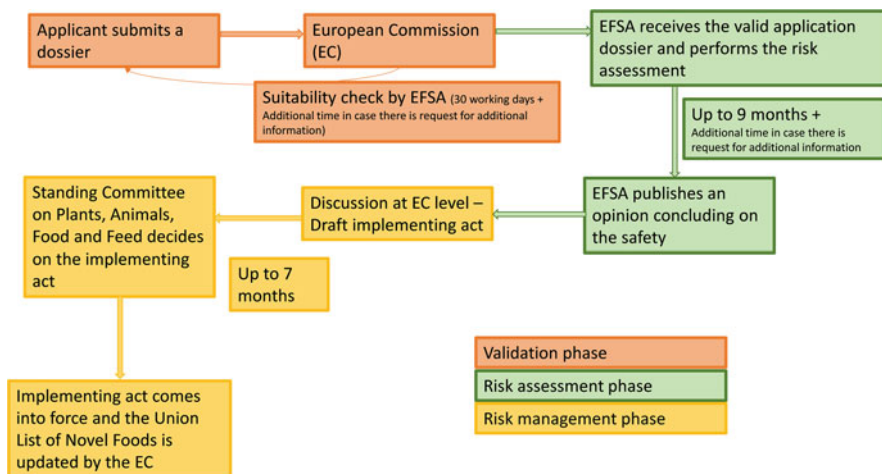 Applicant submits a
dossier
European Commission
(EC)
EFSA receives the valid application
dossier and performs the risk
assessment
Suitability check by EFSA (30 working days +
Additional time in case there is request for additional
information)
Up to 9 months +
Additional time in case there is
request for additional information
Standing Committee
on Plants, Animals,
Food and Feed decides
on the implementing
act
Discussion at EC level –
Draft implementing act
EFSA publishes an
opinion concluding on
the safety
Up to 7
months
Implementing act comes
into force and the Union
List of Novel Foods is
updated by the EC
Validation phase
Risk assessment phase
Risk management phase